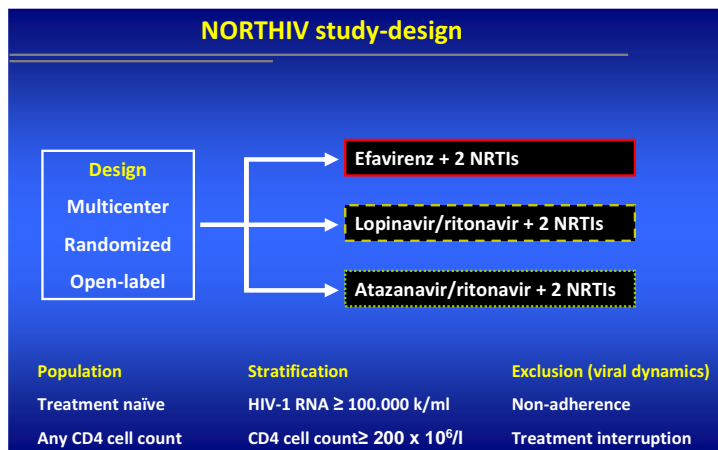 NORTHIV study-design
Design
Multicenter
Randomized
Open-label
Efavirenz + 2 NRTIs
Lopinavir/ritonavir + 2 NRTIs
Atazanavir/ritonavir + 2 NRTIs
Population
Treatment naïve
Any CD4 cell count
Stratification
HIV-1 RNA ≥ 100.000 k/ml
CD4 cell count≥ 200 x 10⁶/l
Exclusion (viral dynamics)
Non-adherence
Treatment interruption